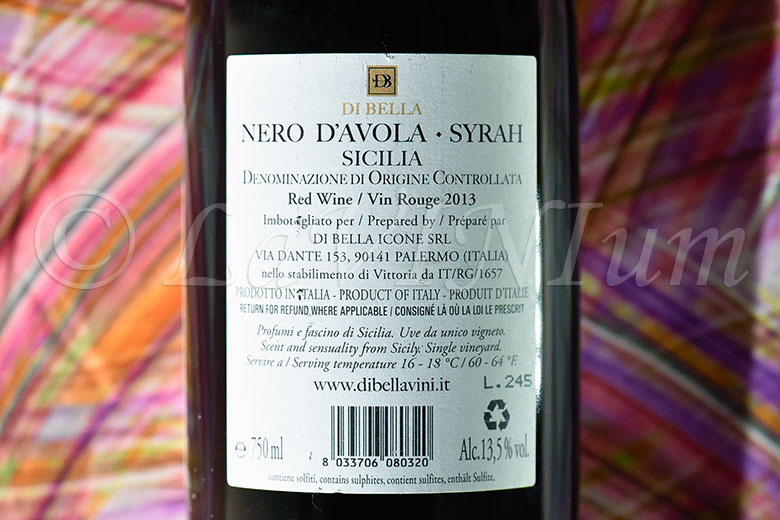 DB
DI BELLA
NERO D'AVOLA • SYRAH
SICILIA
DENOMINAZIONE DI ORIGINE CONTROLLATA
Red Wine / Vin Rouge 2013
Imbottigliato per / Prepared by / Préparé par
DI BELLA ICONE SRL
VIA DANTE 153, 90141 PALERMO (ITALIA)
nello stabilimento di Vittoria da IT/RG/1657
PRODOTTO IN ITALIA - PRODUCT OF ITALY - PRODUIT D'ITALIE
RETURN FOR REFUND WHERE APPLICABLE / CONSIGNÉ LÀ OÙ LA LOI LE PRESCRIT
Profumi e fascino di Sicilia. Uve da unico vigneto.
Scent and sensuality from Sicily. Single vineyard.
Servire a / Serving temperature 16 - 18 °C / 60 - 64 °F.
www.dibellavini.it
L.245
℮ 750 ml
8 033706 080320
Alc.13,5% vol.
contiene solfiti, contains sulphites, contient sulfites, enthält Sulfite.
© LaVINIum